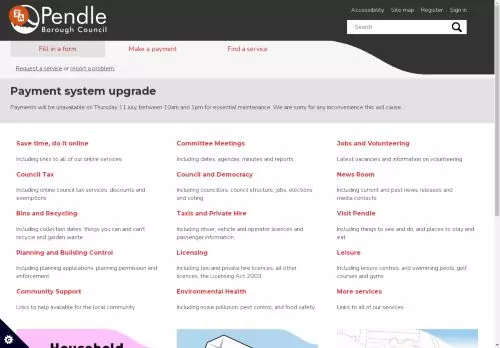 Pendle
Borough Council
Accessibility Site map Register Sign in
Search
Fill in a form Make a payment Find a service
Request a service or report a problem.
Payment system upgrade
Payments will be unavailable on Thursday 11 July between 10am and 1pm for essential maintenance. We are sorry for any inconvenience this will cause.
Save time, do it online
Including links to all of our online services
Committee Meetings
Including dates, agendas, minutes and reports
Jobs and Volunteering
Latest vacancies and information on volunteering
Council Tax
Including online council tax services, discounts and
exemptions
Council and Democracy
Including councillors, council structure, jobs, elections
and voting
News Room
Including current and past news releases and
media contacts
Bins and Recycling
Including collection dates, things you can and can't
recycle and garden waste
Taxis and Private Hire
Including driver, vehicle and operator licences and
passenger information
Visit Pendle
Including things to see and do and places to stay and
eat
Planning and Building Control
Including planning applications, planning permission and
enforcement
Licensing
Including taxi and private hire licences, all other
licences, the Licensing Act 2003
Leisure
Including leisure centres, and swimming pools, golf
courses and gyms
Community Support
Links to help available for the local community
Environmental Health
Including noise pollution, pest control, and food safety
More services
Links to all of our services
Household